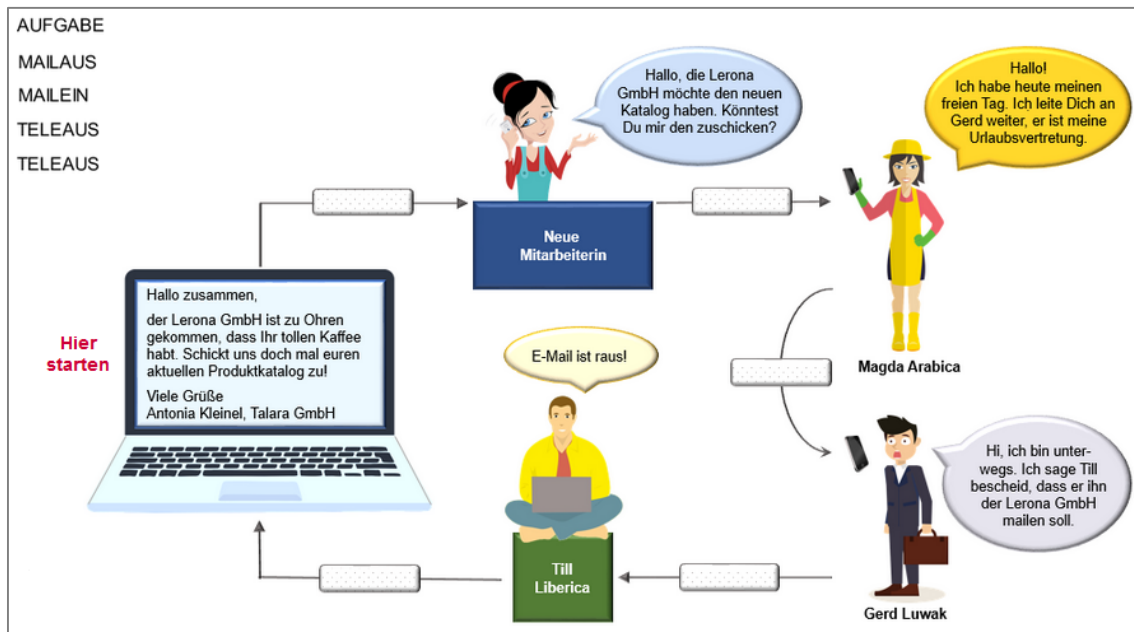 AUFGABE
MAILAUS
MAILEIN
TELEAUS
TELEAUS
Hallo, die Lerona
GmbH möchte den neuen
Katalog haben. Könntest
Du mir den zuschicken?
Hallo!
Ich habe heute meinen
freien Tag. Ich leite Dich an
Gerd weiter, er ist meine
Urlaubsvertretung.
Neue
Mitarbeiterin
Hier
starten
Hallo zusammen,
der Lerona GmbH ist zu Ohren
gekommen, dass Ihr tollen Kaffee
habt. Schickt uns doch mal euren
aktuellen Produktkatalog zu!
Viele Grüße
Antonia Kleinel, Talara GmbH
E-Mail ist raus!
Magda Arabica
Hi, ich bin unter-
wegs. Ich sage Till
bescheid, dass er ihn
der Lerona GmbH
mailen soll.
Till
Liberica
Gerd Luwak